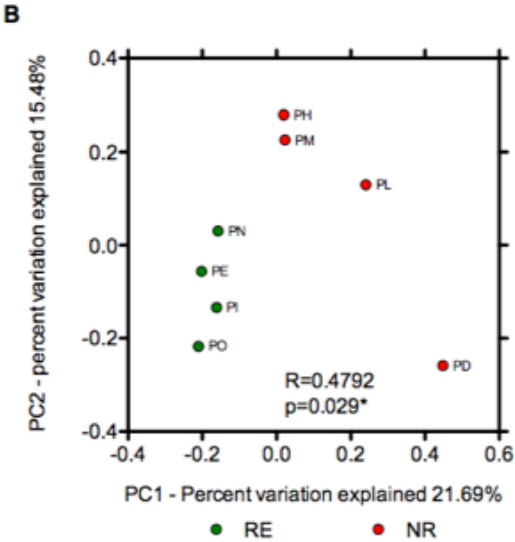 B
PC2 - percent variation explained 15.48%
0.4
0.2
0.0
-0.2
-0.4
PH
PM
PL
PN
PE
PI
PO
PD
R=0.4792
p=0.029*
-0.4 -0.2 0.0 0.2 0.4 0.6
PC1 - Percent variation explained 21.69%
RE NR